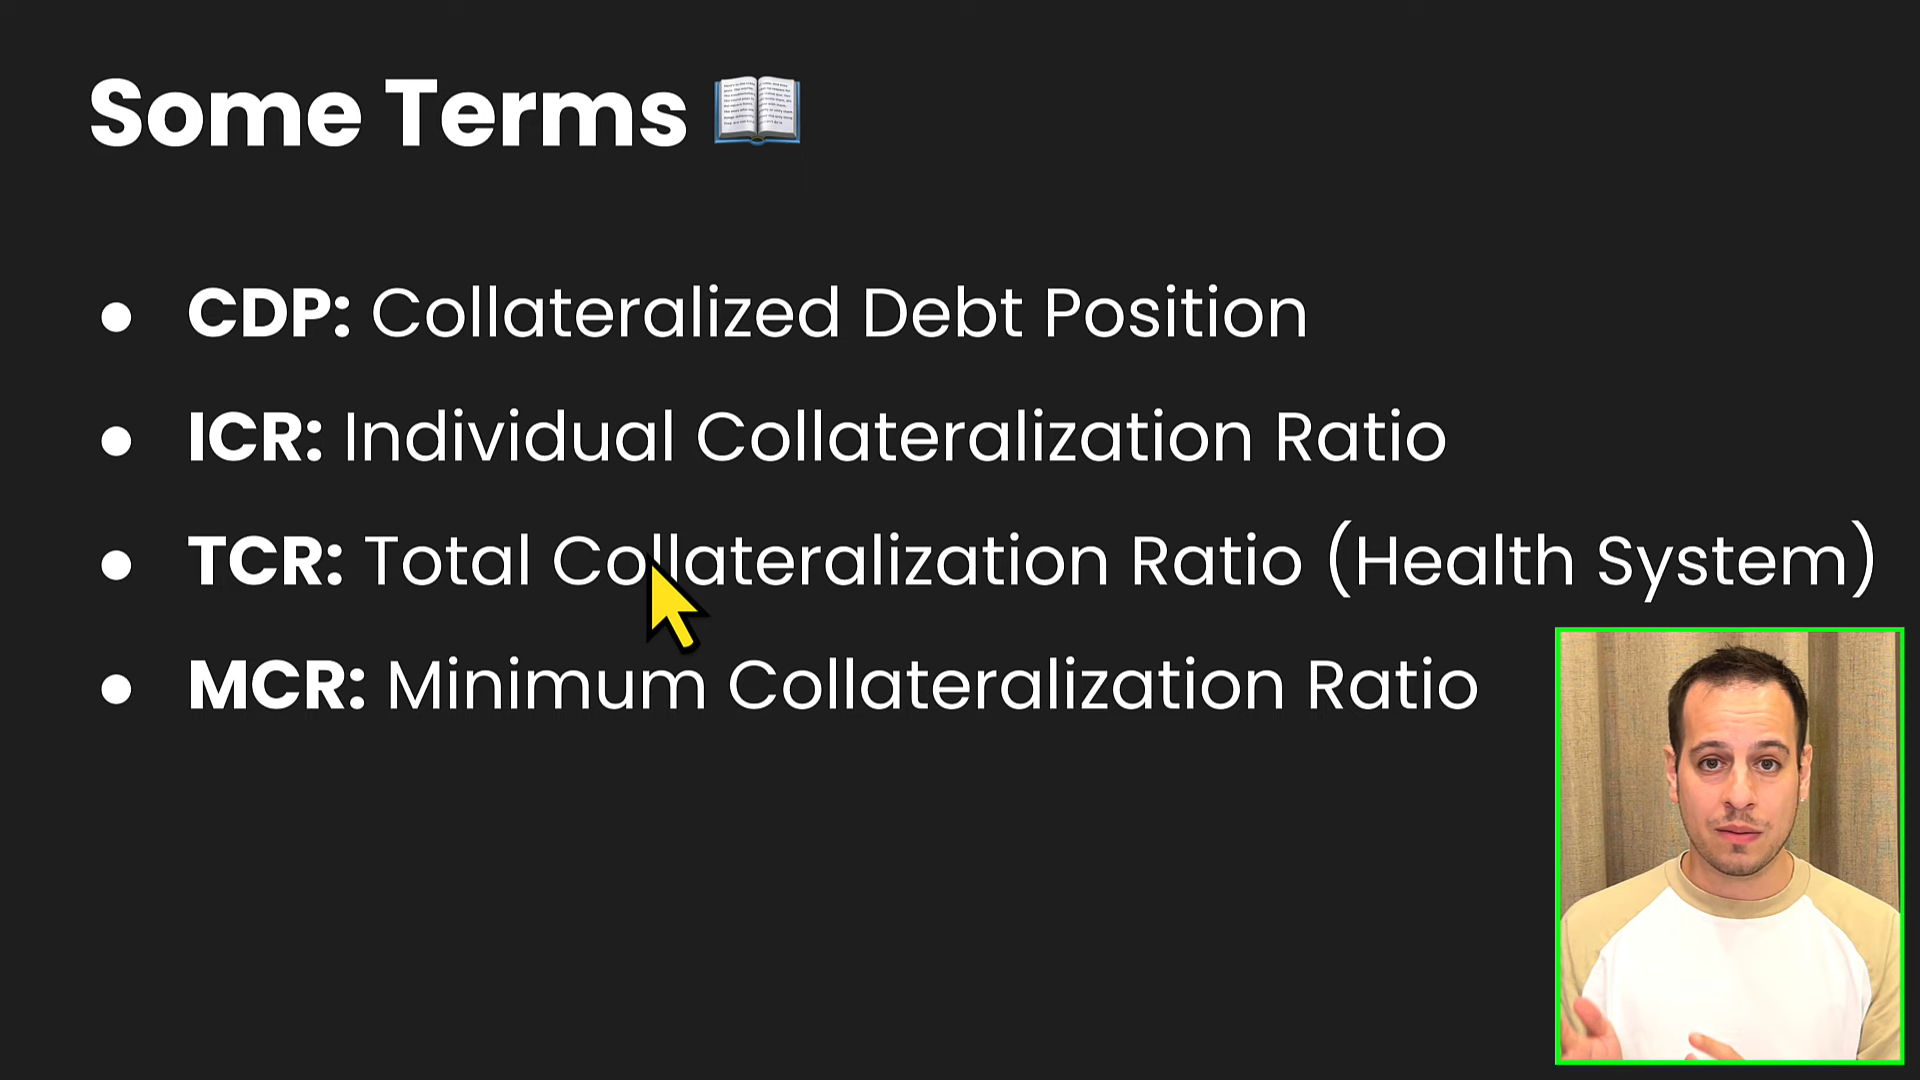 Some Terms 📖
● CDP: Collateralized Debt Position
● ICR: Individual Collateralization Ratio
● TCR: Total Collateralization Ratio (Health System)
● MCR: Minimum Collateralization Ratio